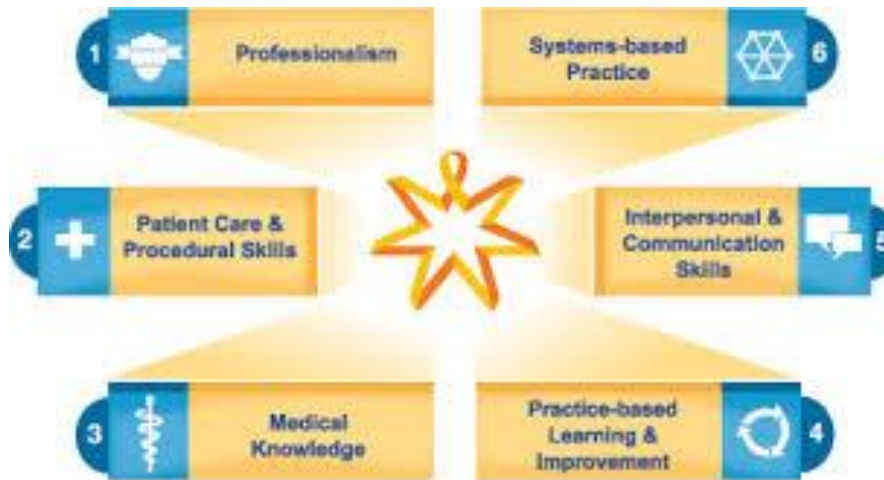 1
Professionalism
2
Patient Care &
Procedural Skills
3
Medical
Knowledge
Practice-based
Learning &
Improvement
4
Interpersonal &
Communication
Skills
5
Systems-based
Practice
6